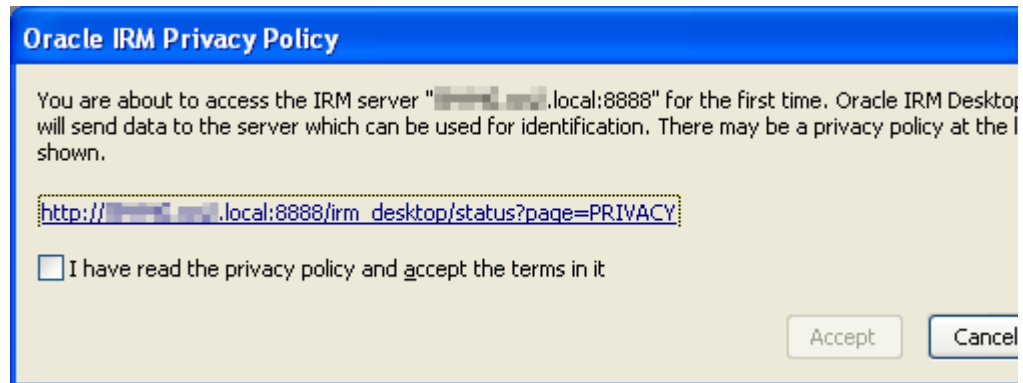 Oracle IRM Privacy Policy
You are about to access the IRM server " .local:8888" for the first time. Oracle IRM Desktop
will send data to the server which can be used for identification. There may be a privacy policy at the
shown.
http:// .local:8888/irm_desktop/status?page=PRIVACY
I have read the privacy policy and accept the terms in it
Accept Cancel